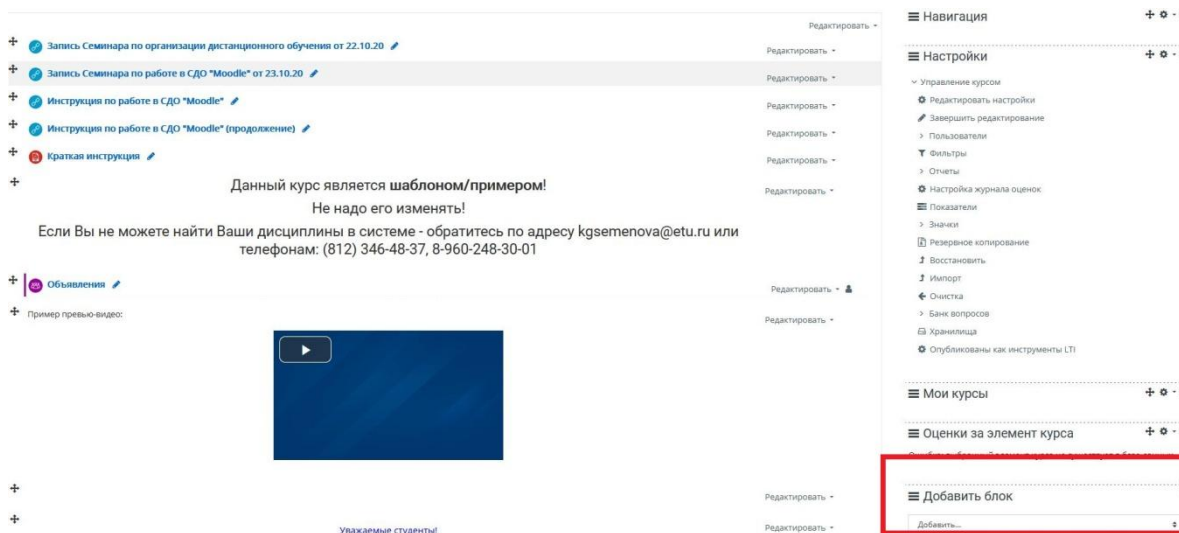 Редактировать
Запись Семинара по организации дистанционного обучения от 22.10.20
Редактировать
Запись Семинара по работе в СДО "Moodle" от 23.10.20
Редактировать
Инструкция по работе в СДО "Moodle"
Редактировать
Инструкция по работе в СДО "Moodle" (продолжение)
Редактировать
Краткая инструкция
Редактировать
Данный курс является шаблоном/примером!
Редактировать
Не надо его изменять!
Если Вы не можете найти Ваши дисциплины в системе - обратитесь по адресу kgsemenova@etu.ru или
телефонам: (812) 346-48-37, 8-960-248-30-01
Объявления
Редактировать
Пример превью-видео:
Редактировать
Редактировать
Уважаемые студенты!
Редактировать
Навигация
Настройки
Управление курсом
Редактировать настройки
Завершить редактирование
Пользователи
Фильтры
Отчеты
Настройка журнала оценок
Показатели
Значки
Резервное копирование
Восстановить
Импорт
Очистка
Банк вопросов
Хранилища
Опубликованы как инструменты LTI
Мои курсы
Оценки за элемент курса
Добавить блок
Добавить...